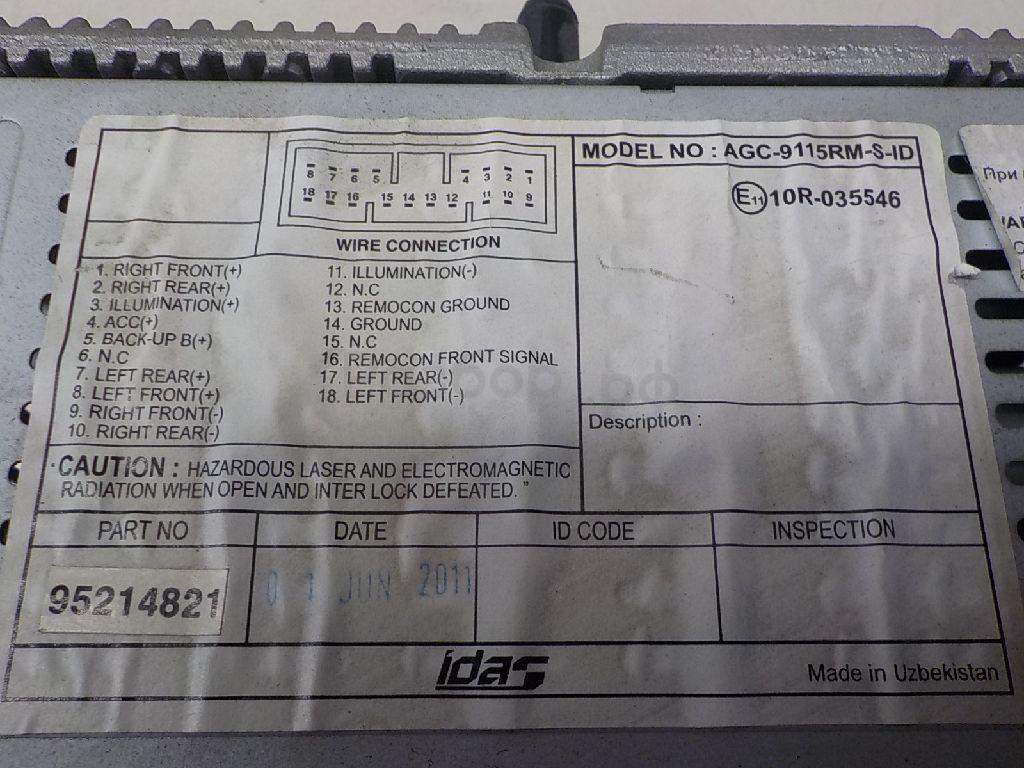 8 7 6 5 4 3 2 1
18 17 16 15 14 13 12 11 10 9
WIRE CONNECTION
MODEL NO : AGC-9115RM-S-ID
E11 10R-035546
1. RIGHT FRONT(+)
2. RIGHT REAR(+)
3. ILLUMINATION(+)
4. ACC(+)
5. BACK-UP B(+)
6. N.C
7. LEFT REAR(+)
8. LEFT FRONT(+)
9. RIGHT FRONT(-)
10. RIGHT REAR(-)
11. ILLUMINATION(-)
12. N.C
13. REMOCON GROUND
14. GROUND
15. N.C
16. REMOCON FRONT SIGNAL
17. LEFT REAR(-)
18. LEFT FRONT(-)
Description :
CAUTION : HAZARDOUS LASER AND ELECTROMAGNETIC
RADIATION WHEN OPEN AND INTER LOCK DEFEATED."
PART NO DATE ID CODE INSPECTION
95214821 01 JUN 2011
idas
Made in Uzbekistan
При